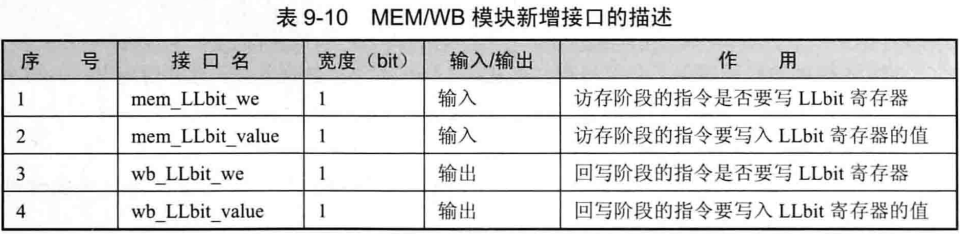 表 9-10 MEM/WB 模块新增接口的描述
序 号 接 口 名 宽度（bit） 输入/输出 作 用
1 mem_LLbit_we 1 输入 访存阶段的指令是否要写 LLbit 寄存器
2 mem_LLbit_value 1 输入 访存阶段的指令要写入 LLbit 寄存器的值
3 wb_LLbit_we 1 输出 回写阶段的指令是否要写 LLbit 寄存器
4 wb_LLbit_value 1 输出 回写阶段的指令要写入 LLbit 寄存器的值